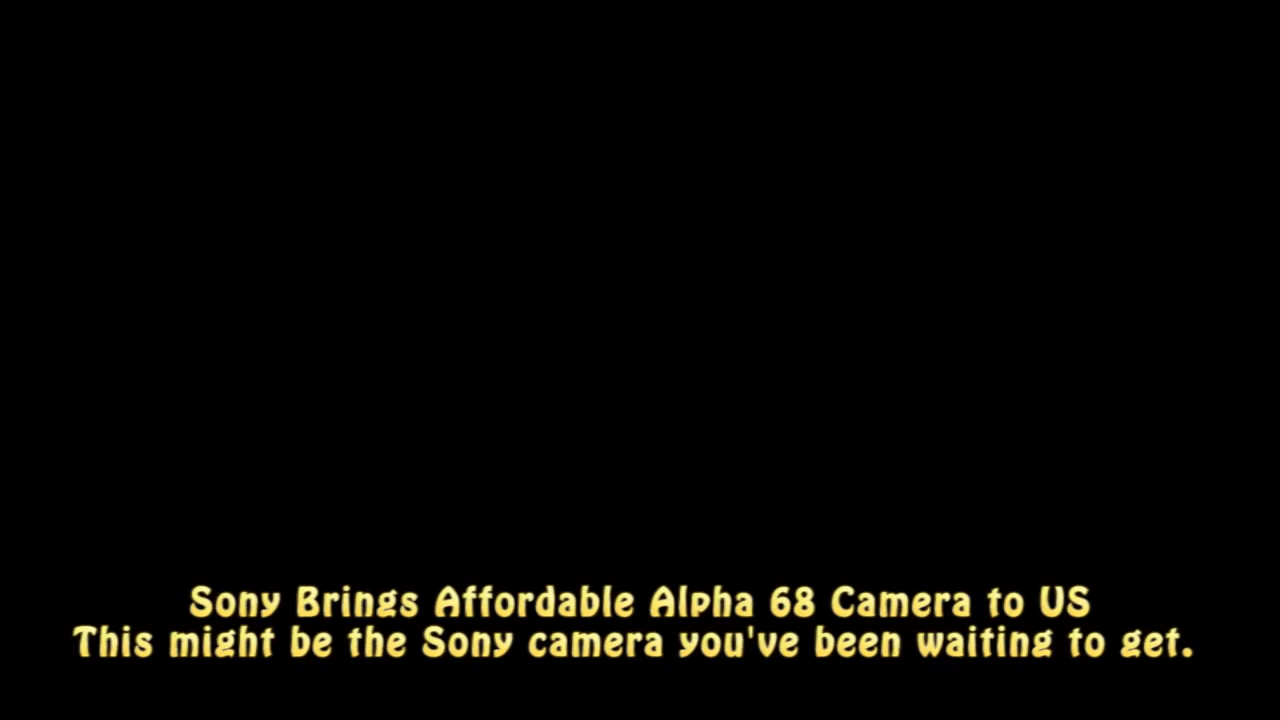 Sony Brings Affordable Alpha 68 Camera to US
This might be the Sony camera you've been waiting to get.